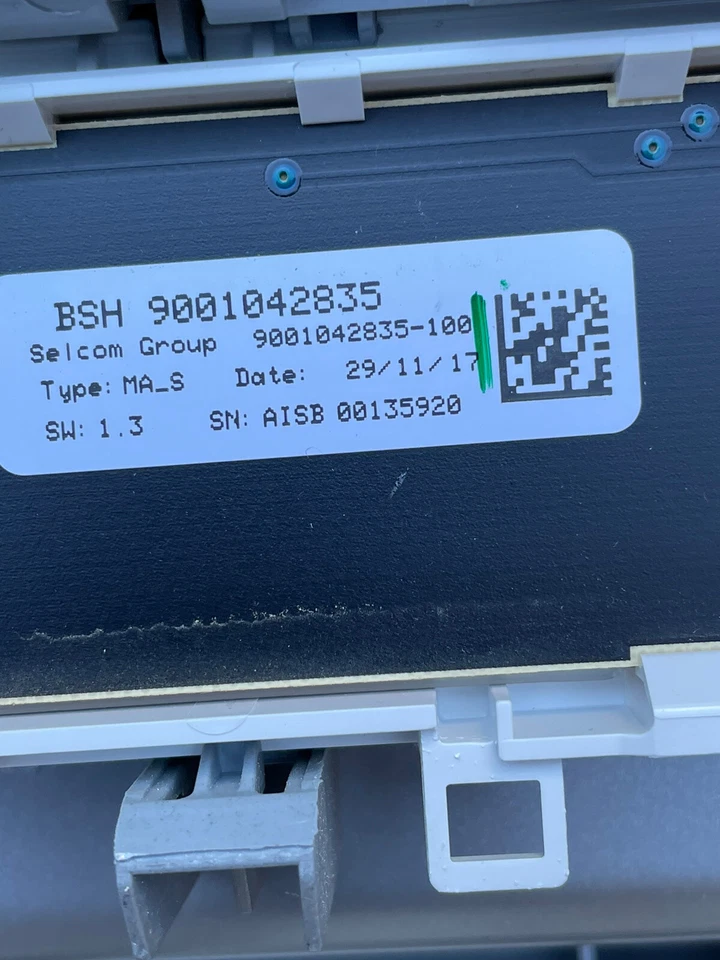 BSH 9001042835
Selcom Group 9001042835-100
Type: MA_S Date: 29/11/17
SW: 1.3 SN: AISB 00135920